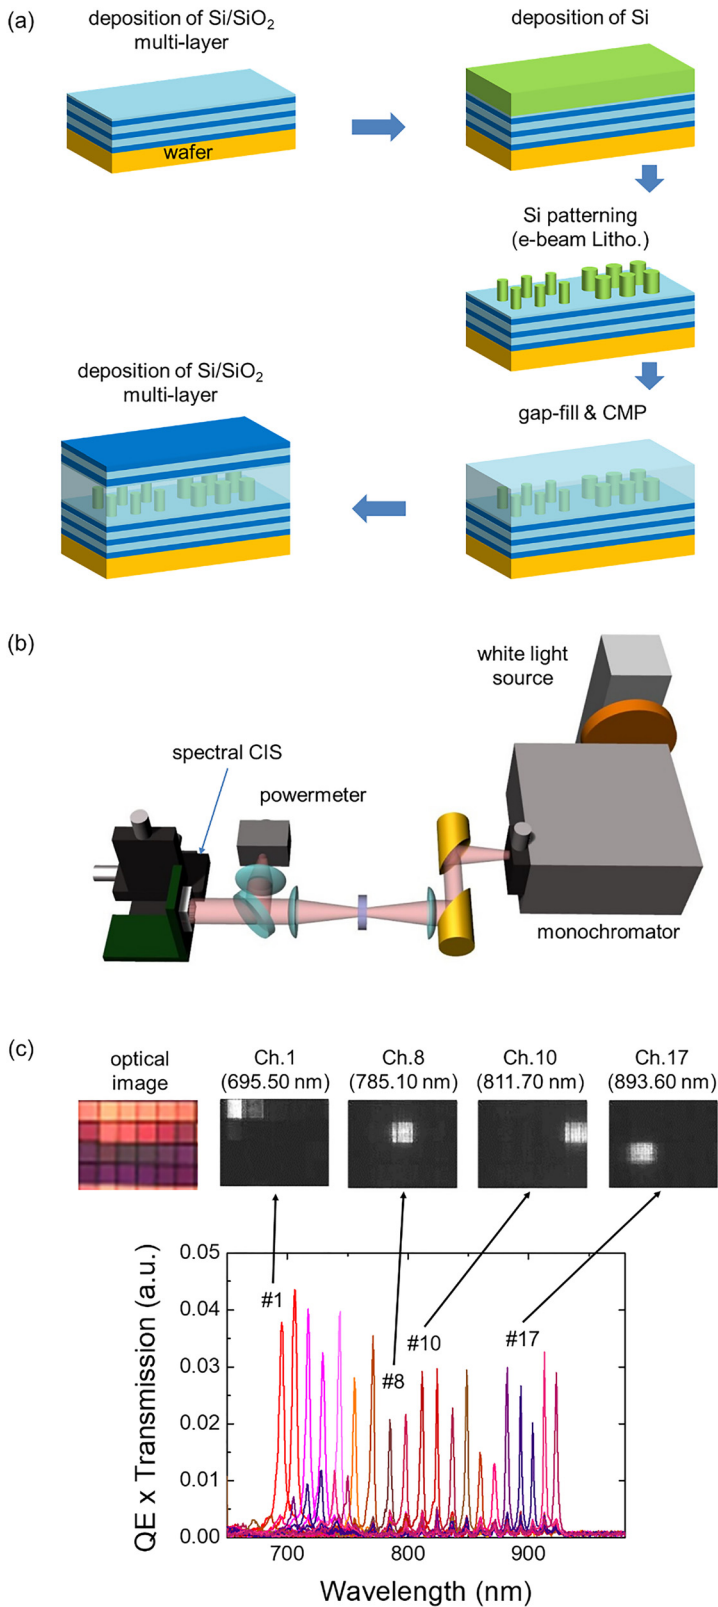 (a)
deposition of Si/SiO2
multi-layer
deposition of Si
wafer
Si patterning
(e-beam Litho.)
deposition of Si/SiO2
multi-layer
gap-fill & CMP
(b)
white light
source
spectral CIS
powermeter
monochromator
(c)
optical
image
Ch.1
(695.50 nm)
Ch.8
(785.10 nm)
Ch.10
(811.70 nm)
Ch.17
(893.60 nm)
0.05
0.04
0.03
0.02
0.01
0.00
QE x Transmission (a.u.)
#1
#8
#10
#17
700
800
900
Wavelength (nm)